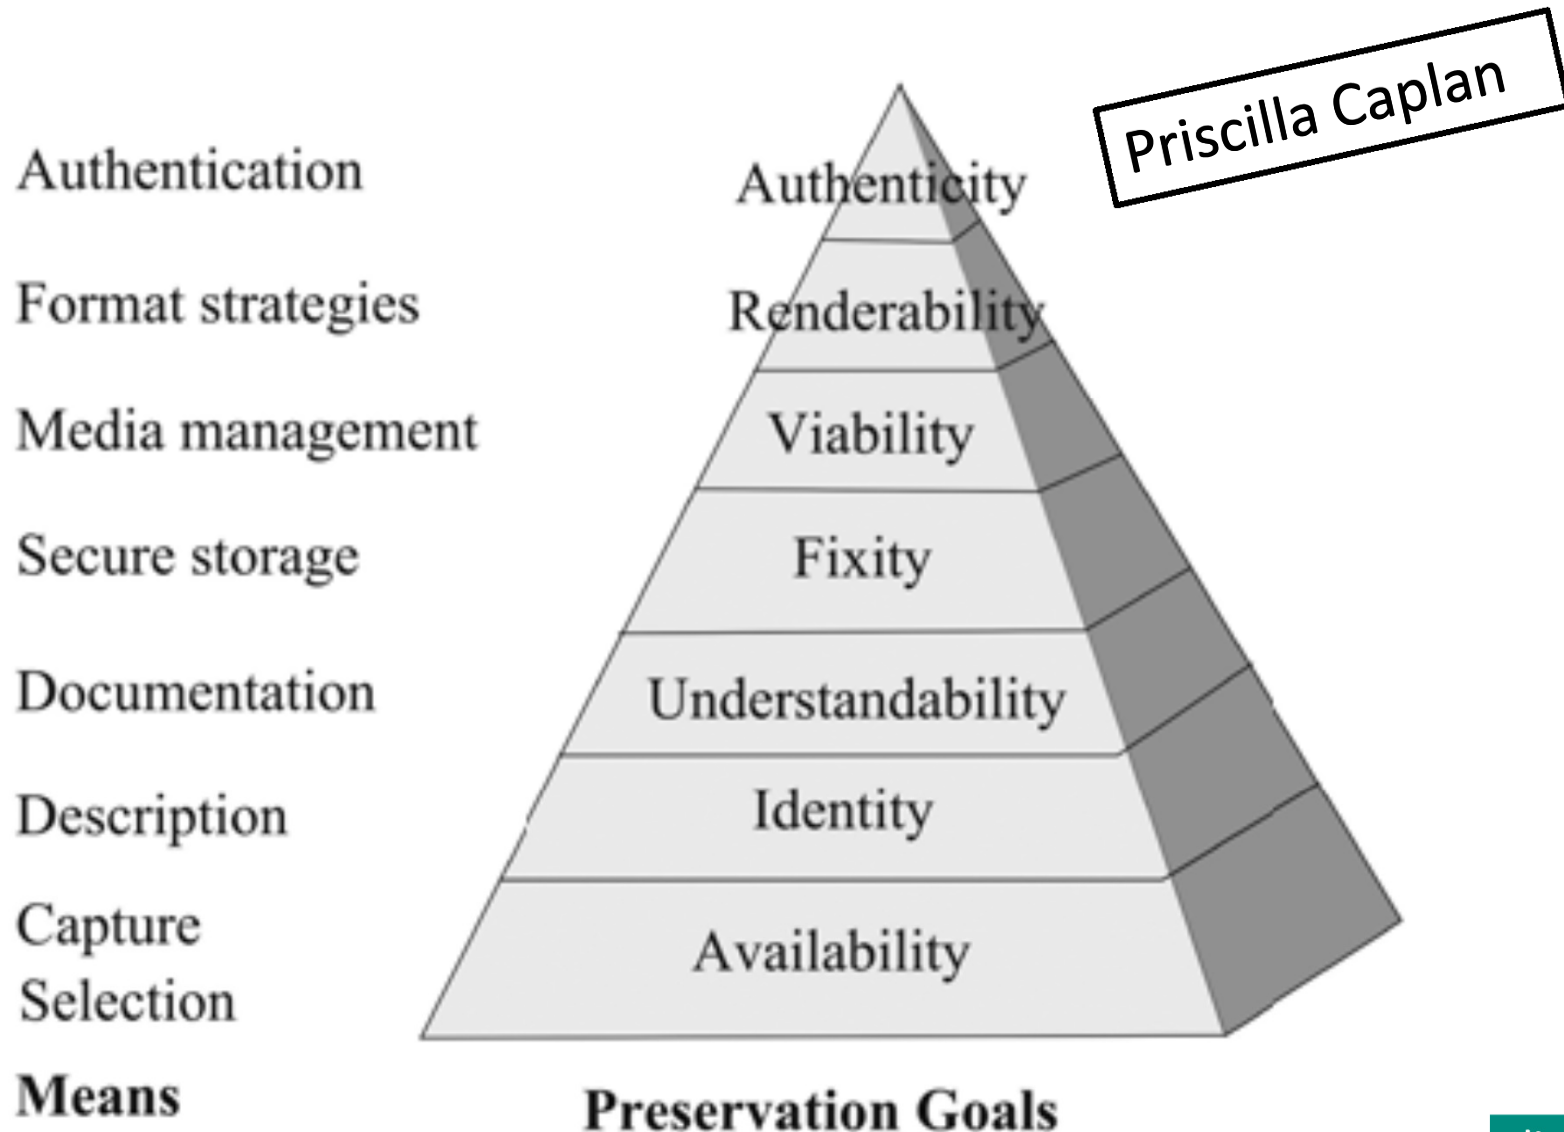 Priscilla Caplan
Authentication
Authenticity
Format strategies
Renderability
Media management
Viability
Secure storage
Fixity
Documentation
Understandability
Description
Identity
Capture
Selection
Availability
Means
Preservation Goals